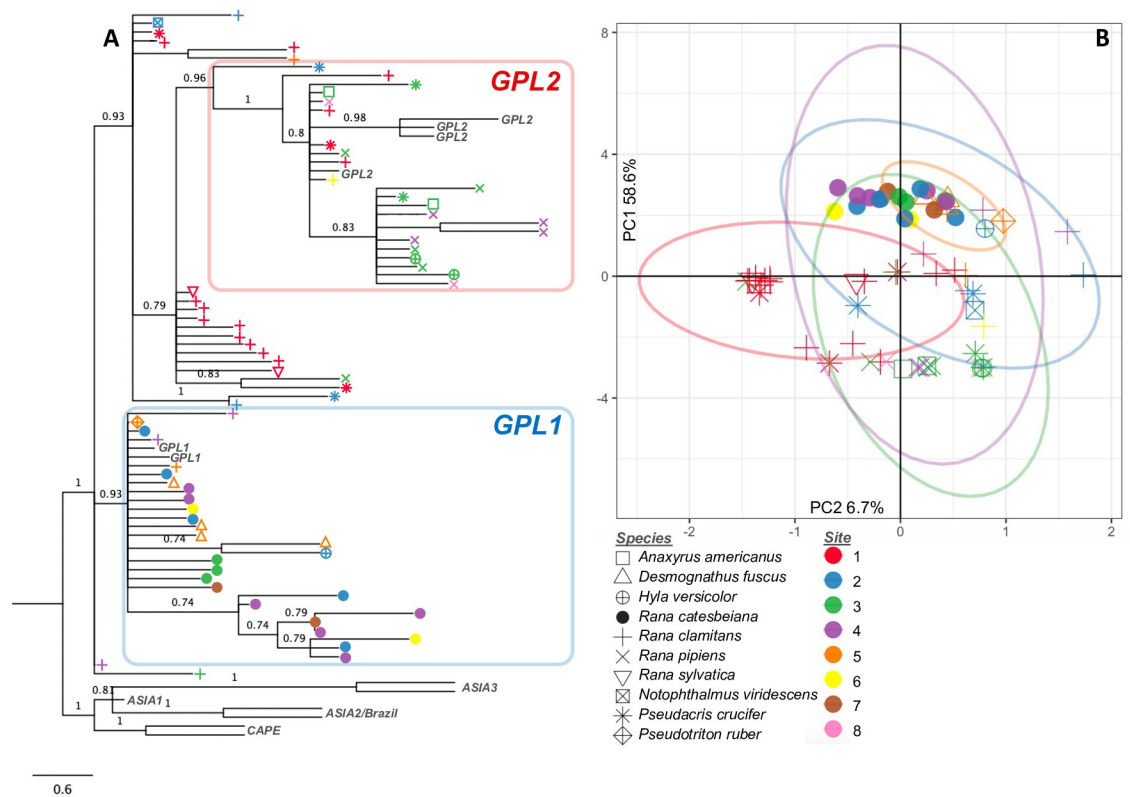 A
0.96
GPL2
1
0.93
0.98
GPL2
GPL2
GPL2
0.8
GPL2
0.83
0.79
0.83
1
GPL1
GPL1
GPL1
1
0.93
0.74
0.74
0.79
0.74
0.79
1
ASIA3
0.81
ASIA1
1
1
ASIA2/Brazil
1
CAPE
0.6
B
8
4
0
-4
PC1 58.6%
PC2 6.7%
-2
-1
0
1
2
Species
Anaxyrus americanus
Desmognathus fuscus
Hyla versicolor
Rana catesbeiana
Rana clamitans
Rana pipiens
Rana sylvatica
Notophthalmus viridescens
Pseudacris crucifer
Pseudotriton ruber
Site
1
2
3
4
5
6
7
8